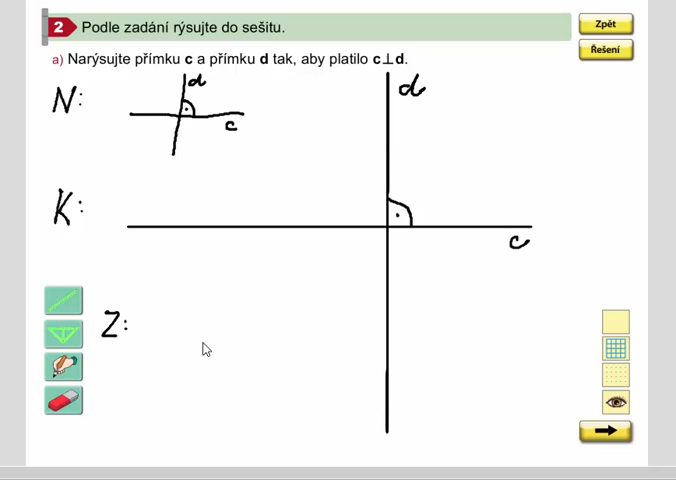 2 Podle zadání rýsujte do sešitu.
Zpět
Řešení
a) Narýsujte přímku c a přímku d tak, aby platilo c⊥d.
N:
d
c
d
K:
c
Z: